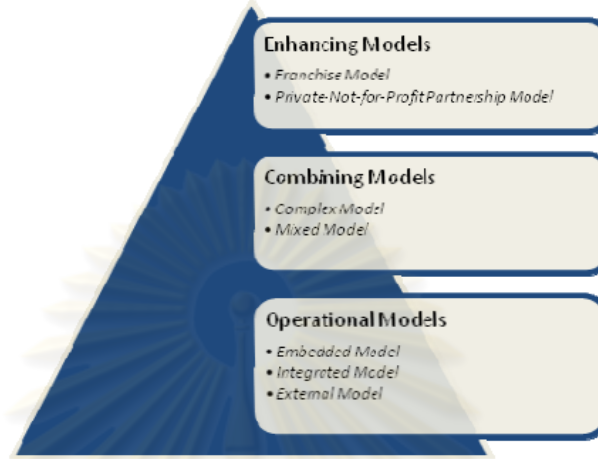 Enhancing Models
• Franchise Model
• Private-Not-for-Profit Partnership Model
Combining Models
• Complex Model
• Mixed Model
Operational Models
• Embedded Model
• Integrated Model
• External Model